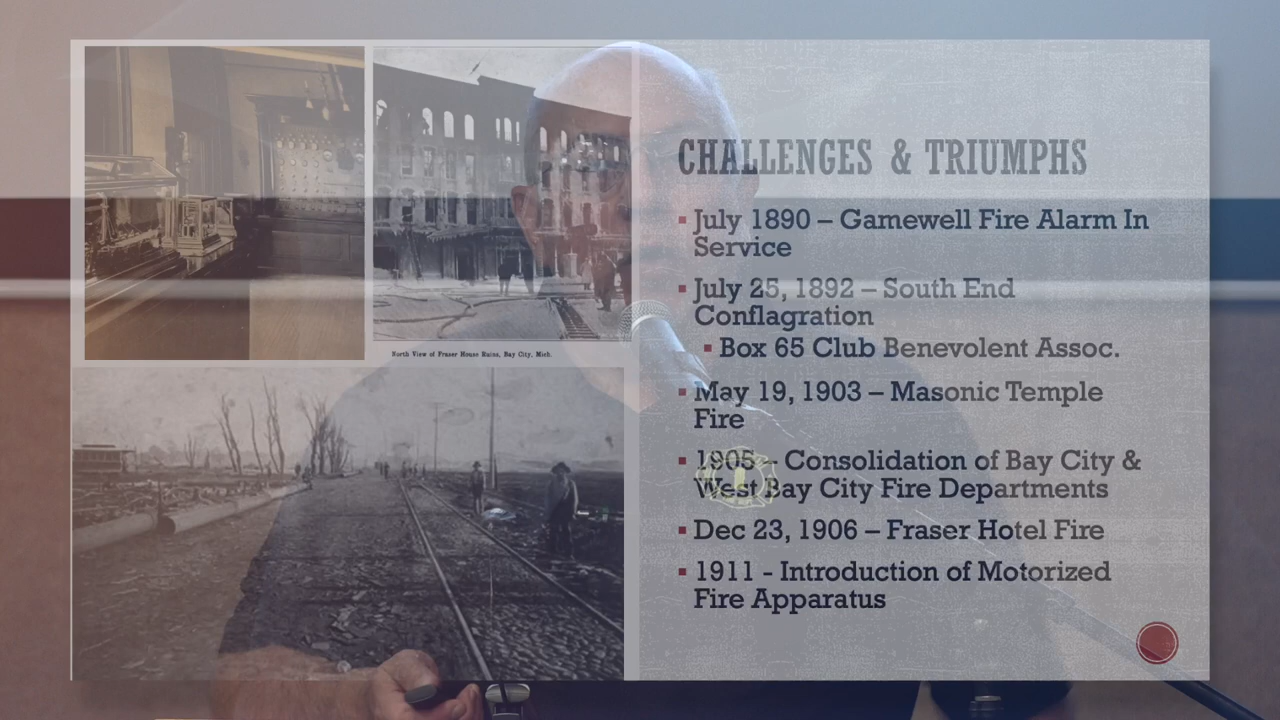 North View of Fraser House Ruins, Bay City, Mich.
CHALLENGES & TRIUMPHS
July 1890 – Gamewell Fire Alarm In
Service
July 25, 1892 – South End
Conflagration
Box 65 Club Benevolent Assoc.
May 19, 1903 – Masonic Temple
Fire
1905 - Consolidation of Bay City &
West Bay City Fire Departments
Dec 23, 1906 – Fraser Hotel Fire
1911 - Introduction of Motorized
Fire Apparatus